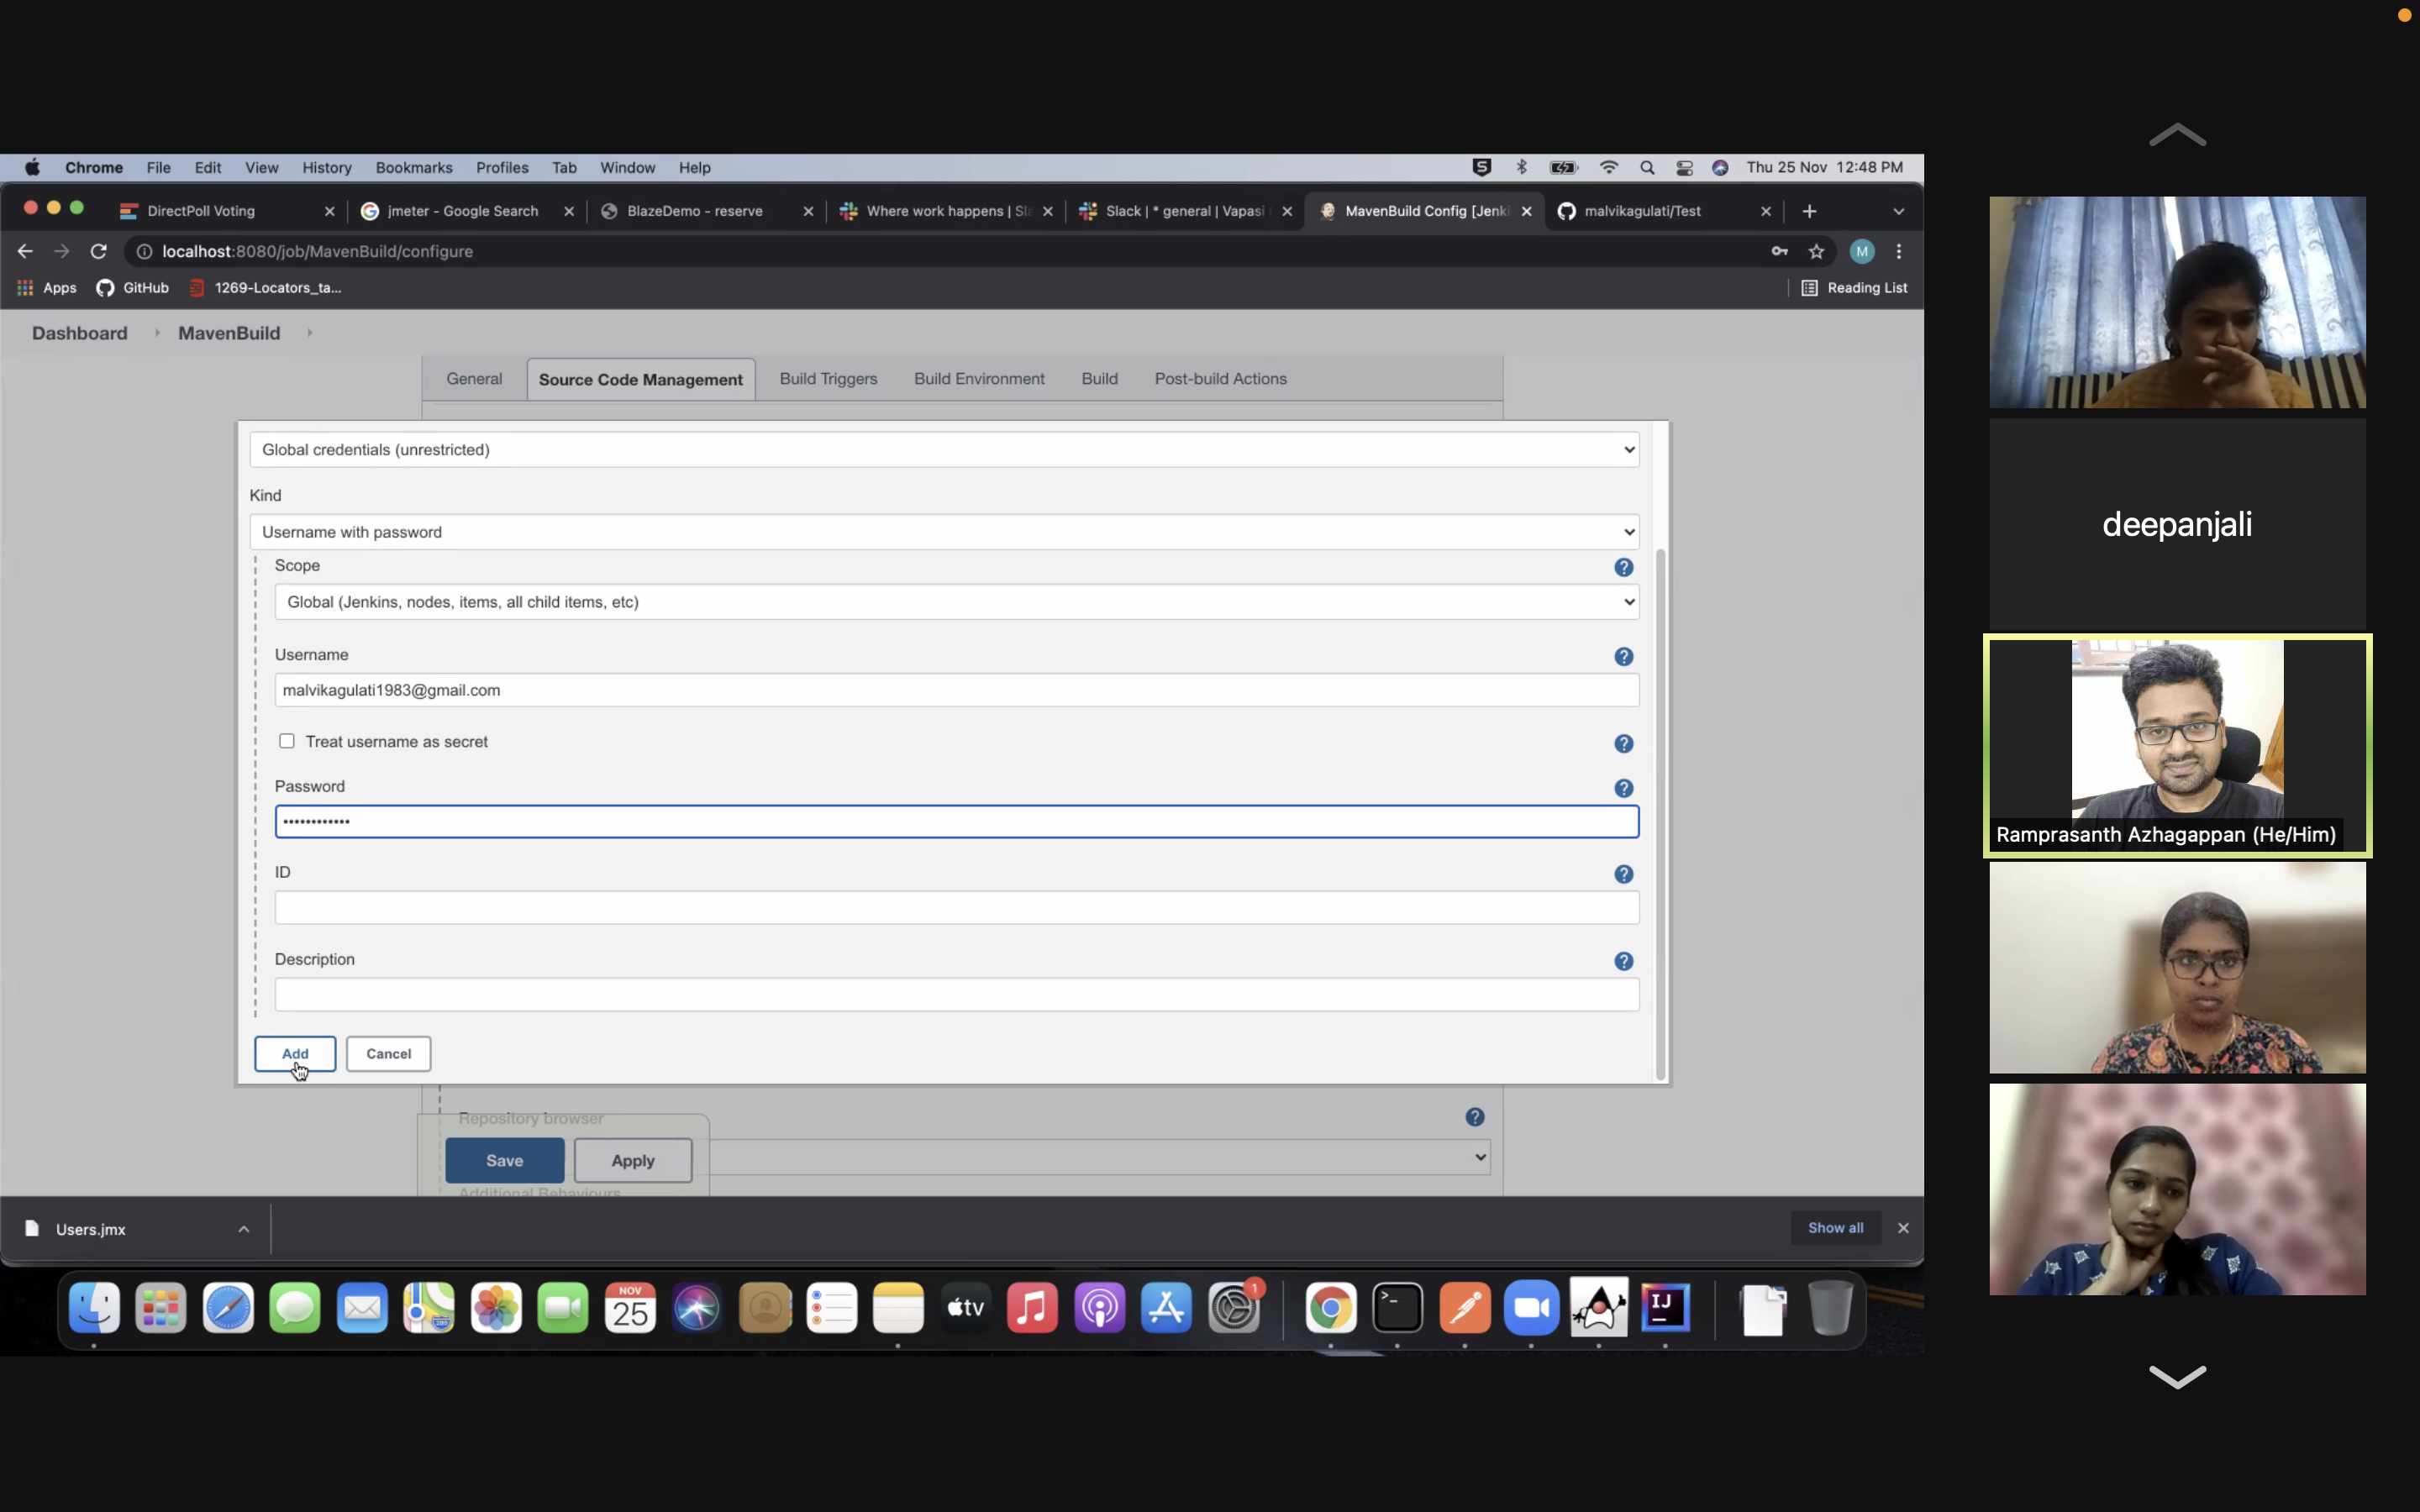 Chrome File Edit View History Bookmarks Profiles Tab Window Help Thu 25 Nov 12:48 PM
DirectPoll Voting jmeter - Google Search BlazeDemo - reserve Where work happens | Sla Slack | * general | Vapasi MavenBuild Config [Jenki malvikagulati/Test
localhost:8080/job/MavenBuild/configure M
Apps GitHub 1269-Locators_ta... Reading List
Dashboard MavenBuild
General Source Code Management Build Triggers Build Environment Build Post-build Actions
Global credentials (unrestricted)
Kind
Username with password
Scope
Global (Jenkins, nodes, items, all child items, etc)
Username
malvikagulati1983@gmail.com
Treat username as secret
Password
••••••••••••
ID
Description
Add Cancel
Repository browser
Save Apply
Additional Behaviours
Users.jmx Show all
NOV
25
tv
1
IJ
deepanjali
Ramprasanth Azhagappan (He/Him)